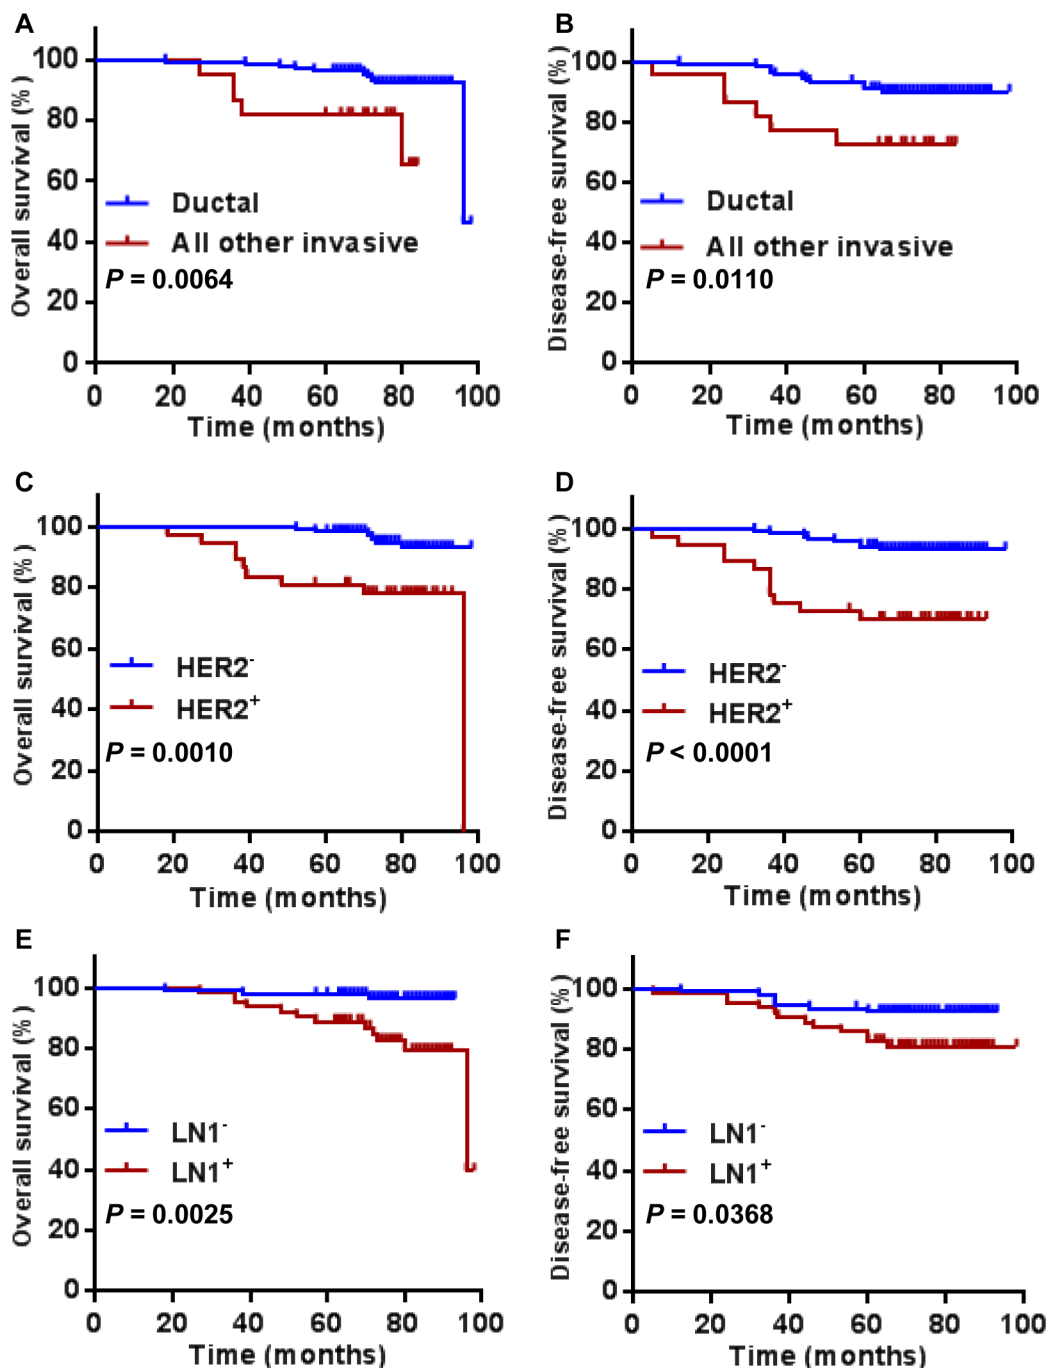 A
Overall survival (%)
100
80
60
40
20
0
0 20 40 60 80 100
Time (months)
Ductal
All other invasive
P = 0.0064
B
Disease-free survival (%)
100
80
60
40
20
0
0 20 40 60 80 100
Time (months)
Ductal
All other invasive
P = 0.0110
C
Overall survival (%)
100
80
60
40
20
0
0 20 40 60 80 100
Time (months)
HER2⁻
HER2⁺
P = 0.0010
D
Disease-free survival (%)
100
80
60
40
20
0
0 20 40 60 80 100
Time (months)
HER2⁻
HER2⁺
P < 0.0001
E
Overall survival (%)
100
80
60
40
20
0
0 20 40 60 80 100
Time (months)
LN1⁻
LN1⁺
P = 0.0025
F
Disease-free survival (%)
100
80
60
40
20
0
0 20 40 60 80 100
Time (months)
LN1⁻
LN1⁺
P = 0.0368